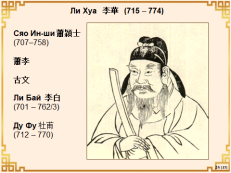 Ли Хуа 李華 (715 – 774)
Сяо Ин-ши 蕭穎士
(707–758)
蕭李
古文
Ли Бай 李白
(701 – 762/3)
Ду Фу 杜甫
(712 – 770)